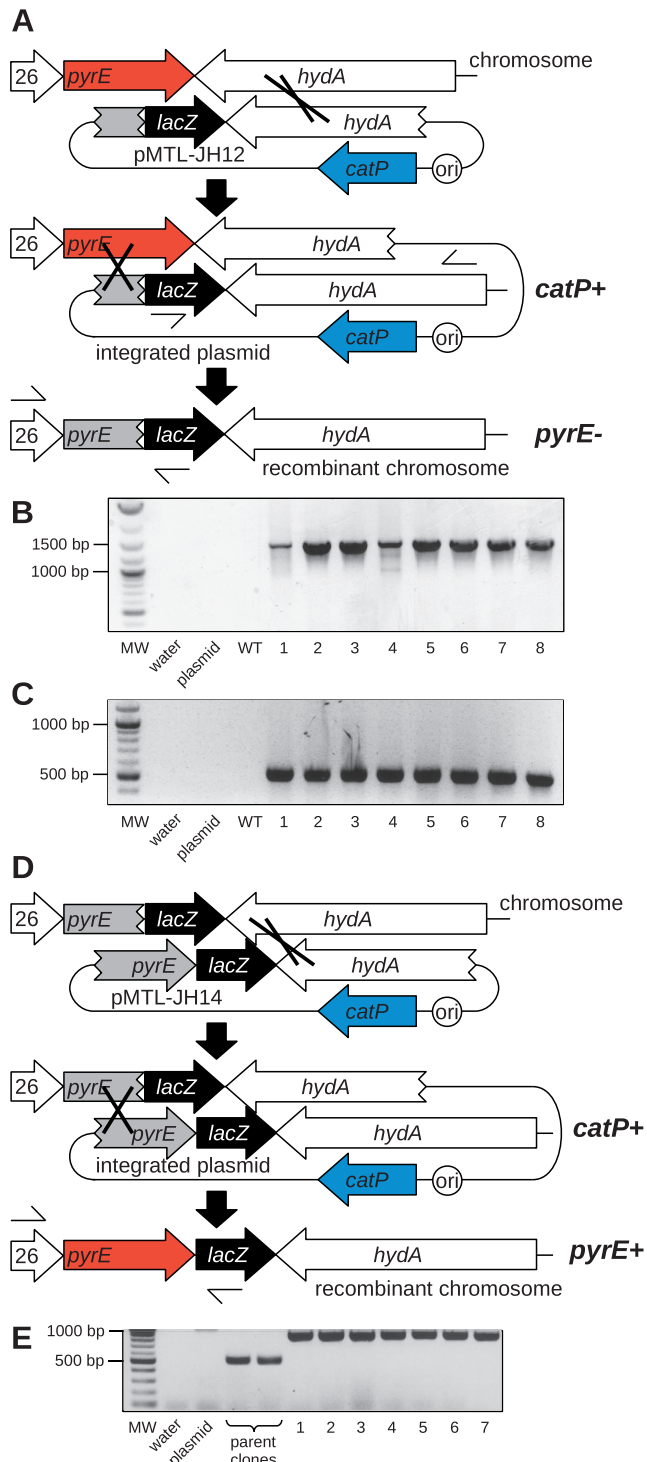 A
26 pyrE hydA chromosome
lacZ hydA
pMTL-JH12 catP ori
26 pyrE hydA
lacZ hydA catP+
catP ori
integrated plasmid
26 pyrE lacZ hydA pyrE-
recombinant chromosome
B
1500 bp
1000 bp
MW water plasmid WT 1 2 3 4 5 6 7 8
C
1000 bp
500 bp
MW water plasmid WT 1 2 3 4 5 6 7 8
D
26 pyrE lacZ hydA chromosome
pyrE lacZ hydA
pMTL-JH14 catP ori
26 pyrE lacZ hydA
pyrE lacZ hydA catP+
integrated plasmid
catP ori
26 pyrE lacZ hydA pyrE+
recombinant chromosome
E
1000 bp
500 bp
MW water plasmid parent clones 1 2 3 4 5 6 7